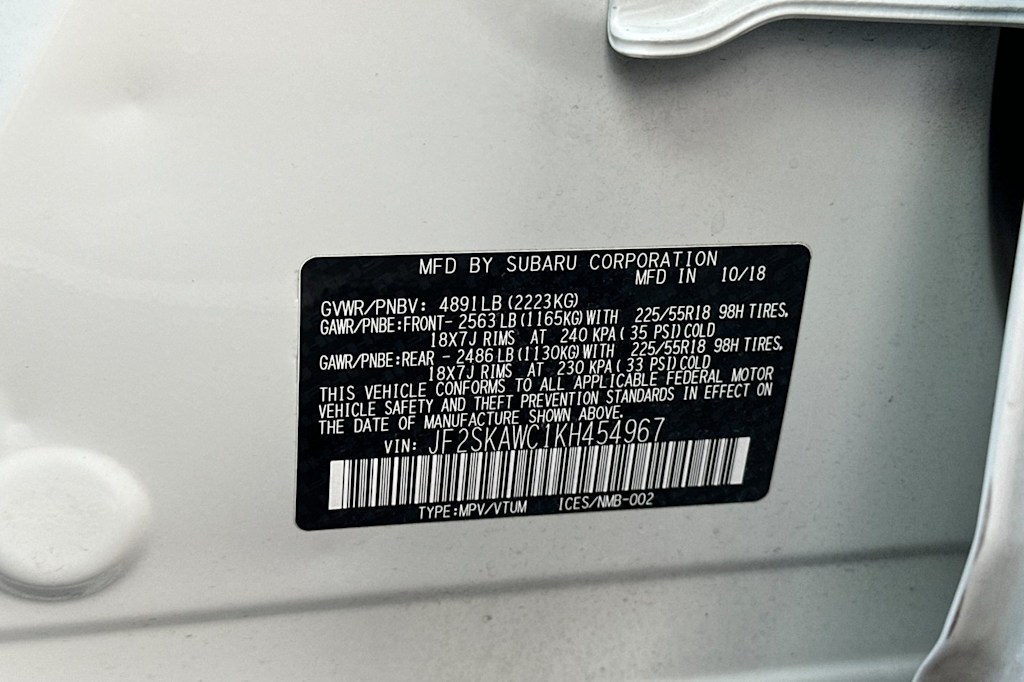 MFD BY SUBARU CORPORATION
MFD IN 10/18
GVWR/PNBV: 4891LB(2223KG)
GAWR/PNBE:FRONT- 2563LB(1165KG)WITH 225/55R18 98H TIRES,
18X7J RIMS AT 240 KPA( 35 PSI)COLD
GAWR/PNBE:REAR - 2486LB(1130KG)WITH 225/55R18 98H TIRES,
18X7J RIMS AT 230 KPA( 33 PSI)COLD
THIS VEHICLE CONFORMS TO ALL APPLICABLE FEDERAL MOTOR
VEHICLE SAFETY AND THEFT PREVENTION STANDARDS IN EFFECT ON
THE DATE OF MANUFACTURE SHOWN ABOVE.
VIN: JF2SKAWC1KH454967
TYPE:MPV/VTUM ICES/NMB-002